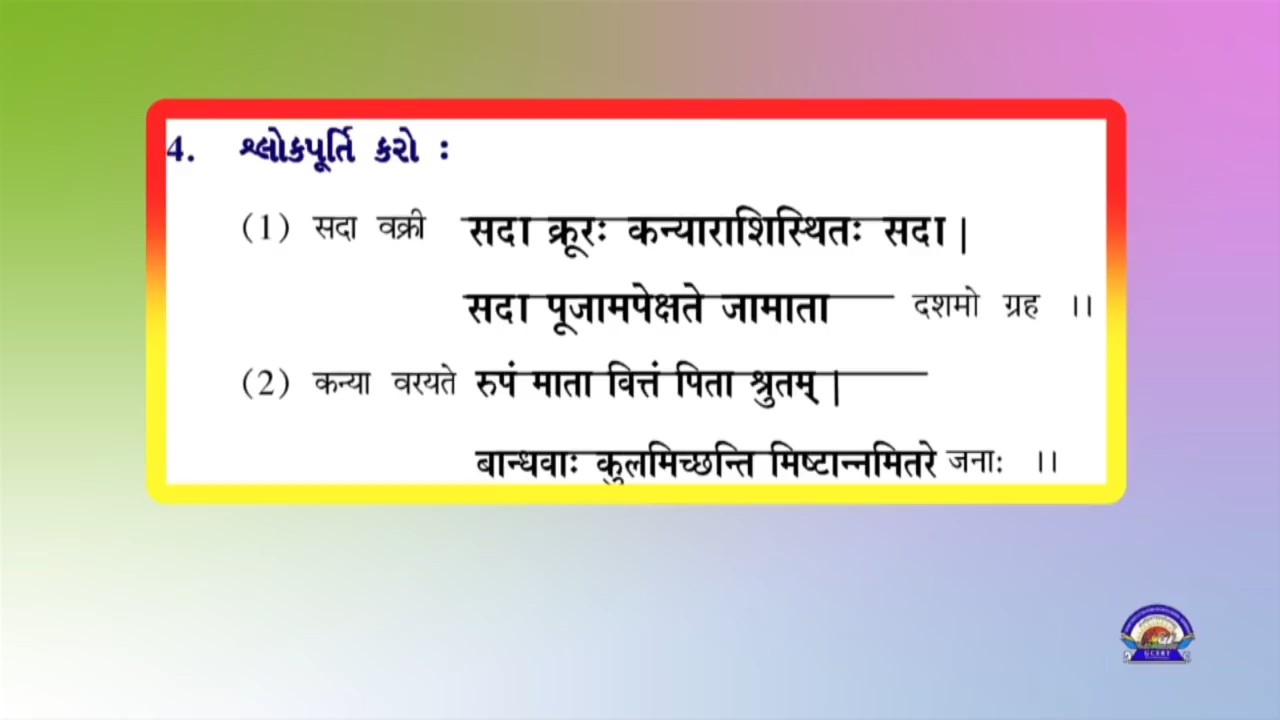 4. શ્લોકપૂર્તિ કરો :
(1) सदा वक्री सदा क्रूरः कन्याराशिस्थितः सदा |
सदा पूजामपेक्षते जामाता दशमो ग्रह ।।
(2) कन्या वरयते रुपं माता वित्तं पिता श्रुतम् |
बान्धवाः कुलमिच्छन्ति मिष्टान्नमितरे जनाः ।।
GCERT